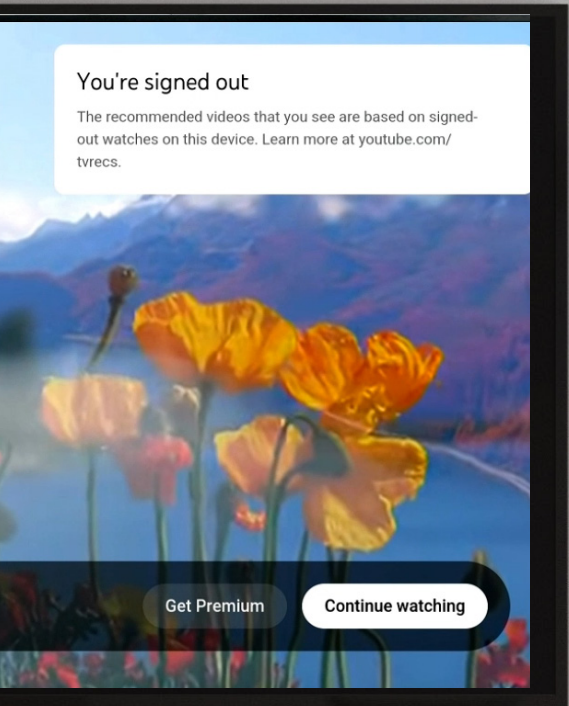 You're signed out
The recommended videos that you see are based on signed-
out watches on this device. Learn more at youtube.com/
tvrecs.
Get Premium
Continue watching